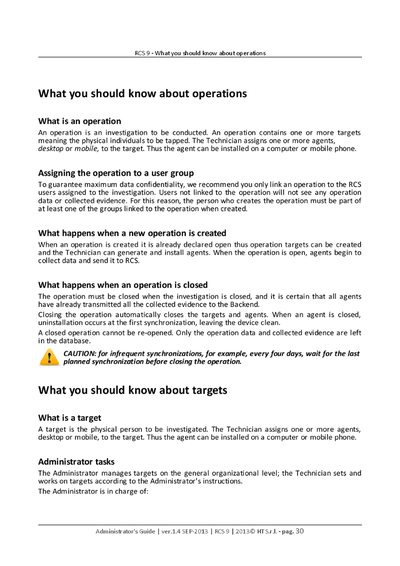 RCS 9 - What you should know about operations
What you should know about operations
What is an operation
An operation is an investigation to be conducted. An operation contains one or more targets
meaning the physical individuals to be tapped. The Technician assigns one or more agents,
desktop or mobile, to the target. Thus the agent can be installed on a computer or mobile phone.
Assigning the operation to a user group
To guarantee maximum data confidentiality, we recommend you only link an operation to the RCS
users assigned to the investigation. Users not linked to the operation will not see any operation
data or collected evidence. For this reason, the person who creates the operation must be part of
at least one of the groups linked to the operation when created.
What happens when a new operation is created
When an operation is created it is already declared open thus operation targets can be created
and the Technician can generate and install agents. When the operation is open, agents begin to
collect data and send it to RCS.
What happens when an operation is closed
The operation must be closed when the investigation is closed, and it is certain that all agents
have already transmitted all the collected evidence to the Backend.
Closing the operation automatically closes the targets and agents. When an agent is closed,
uninstallation occurs at the first synchronization, leaving the device clean.
A closed operation cannot be re-opened. Only the operation data and collected evidence are left
in the database.
CAUTION: for infrequent synchronizations, for example, every four days, wait for the last
planned synchronization before closing the operation.
What you should know about targets
What is a target
A target is the physical person to be investigated. The Technician assigns one or more agents,
desktop or mobile, to the target. Thus the agent can be installed on a computer or mobile phone.
Administrator tasks
The Administrator manages targets on the general organizational level; the Technician sets and
works on targets according to the Administrator's instructions.
The Administrator is in charge of:
Administrator's Guide | ver.1.4 SEP-2013 | RCS 9 | 2013© HT S.r.l. - pag. 30